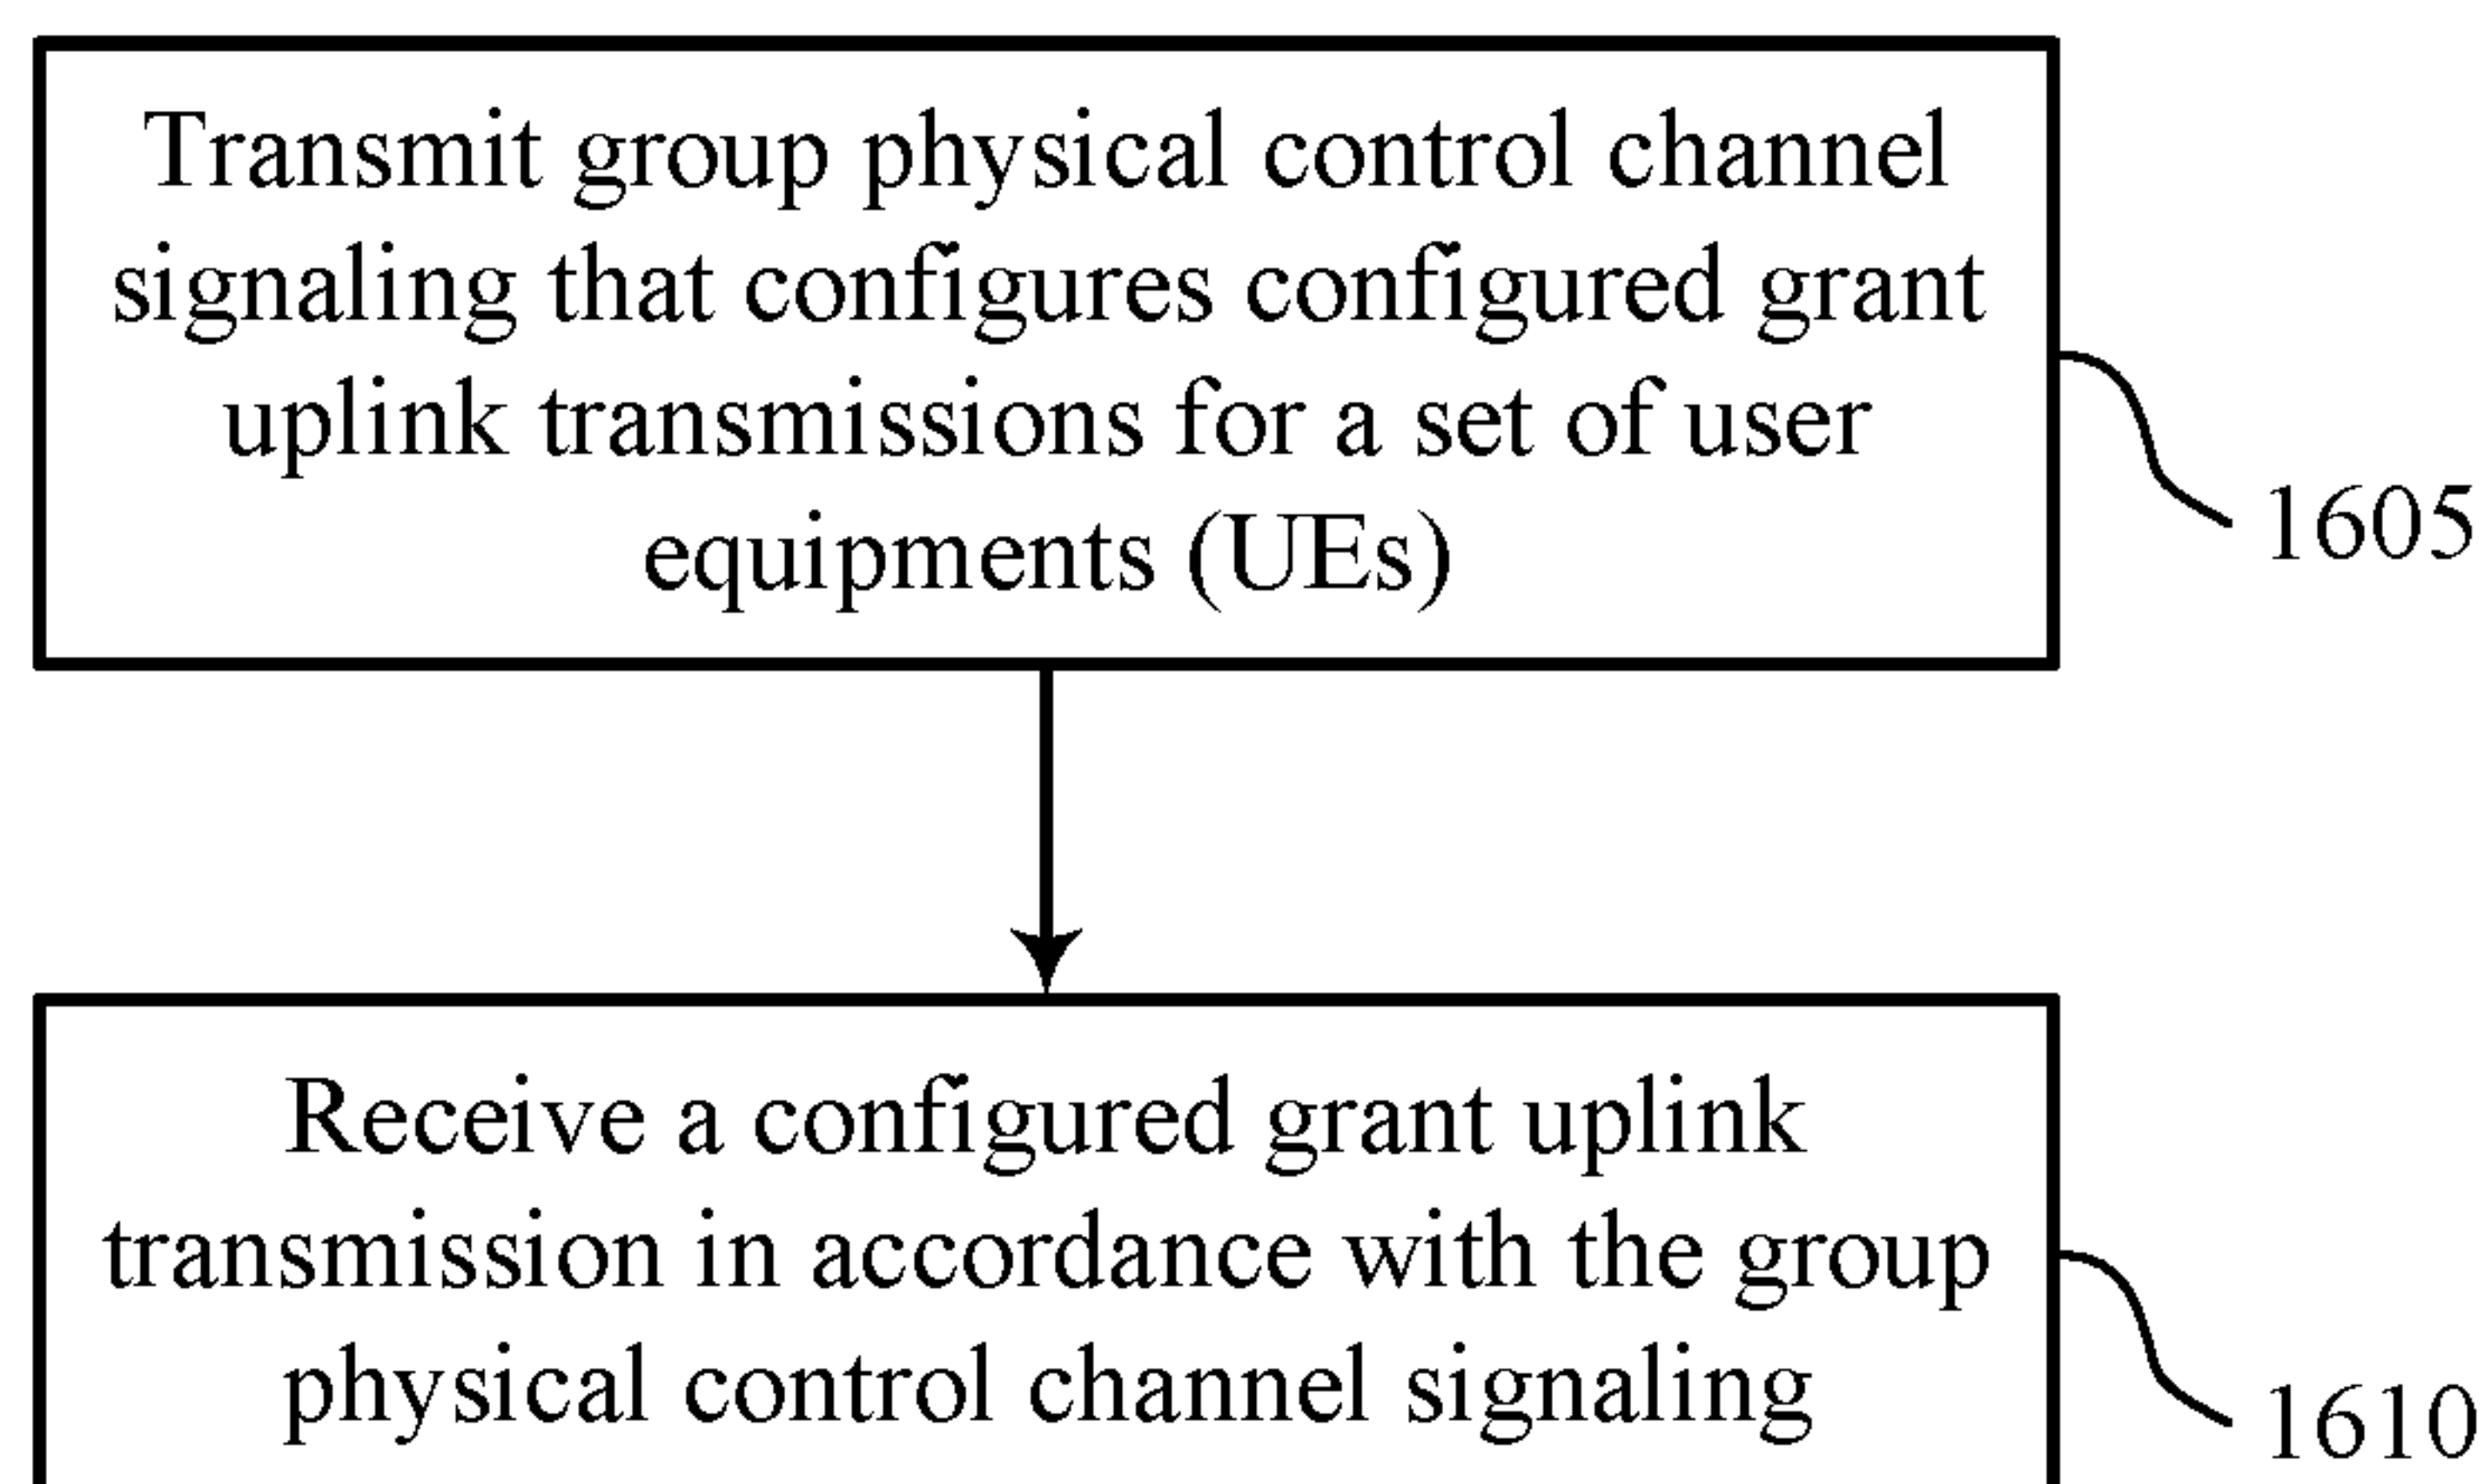 Transmit group physical control channel
signaling that configures configured grant
uplink transmissions for a set of user
equipments (UEs)
1605
Receive a configured grant uplink
transmission in accordance with the group
physical control channel signaling
1610